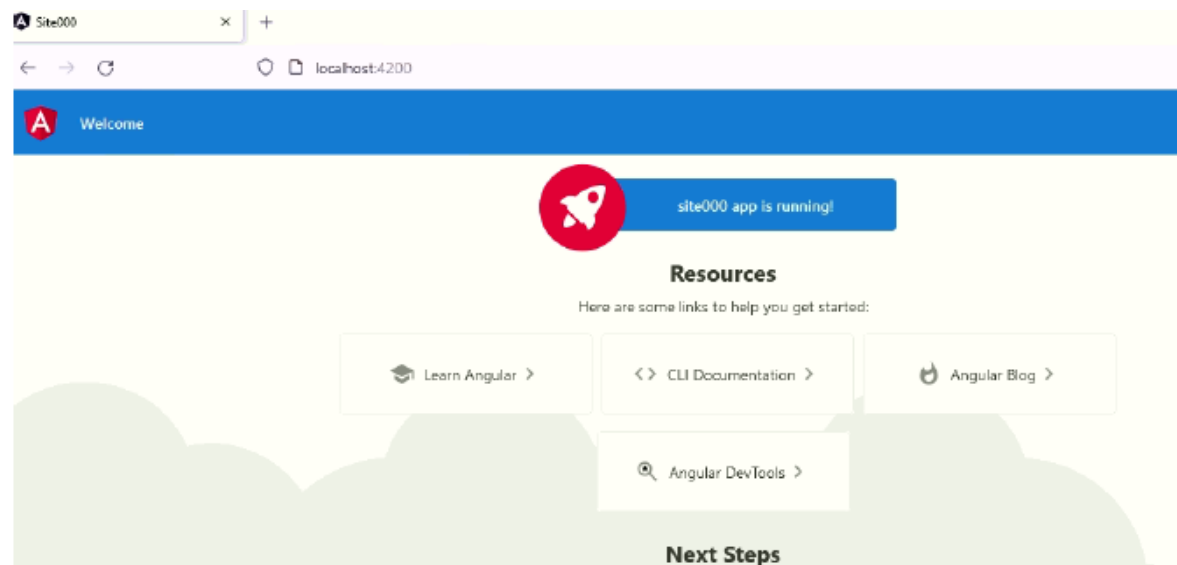 Site000
localhost:4200
Welcome
site000 app is running!
Resources
Here are some links to help you get started:
Learn Angular
CLI Documentation
Angular Blog
Angular DevTools
Next Steps